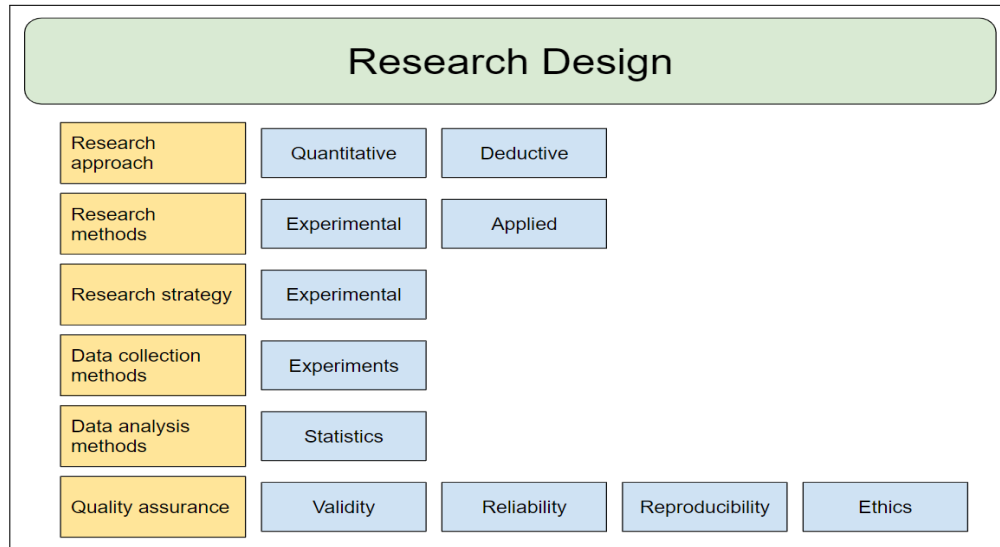 Research Design
Research
approach
Quantitative
Deductive
Research
methods
Experimental
Applied
Research strategy
Experimental
Data collection
methods
Experiments
Data analysis
methods
Statistics
Quality assurance
Validity
Reliability
Reproducibility
Ethics